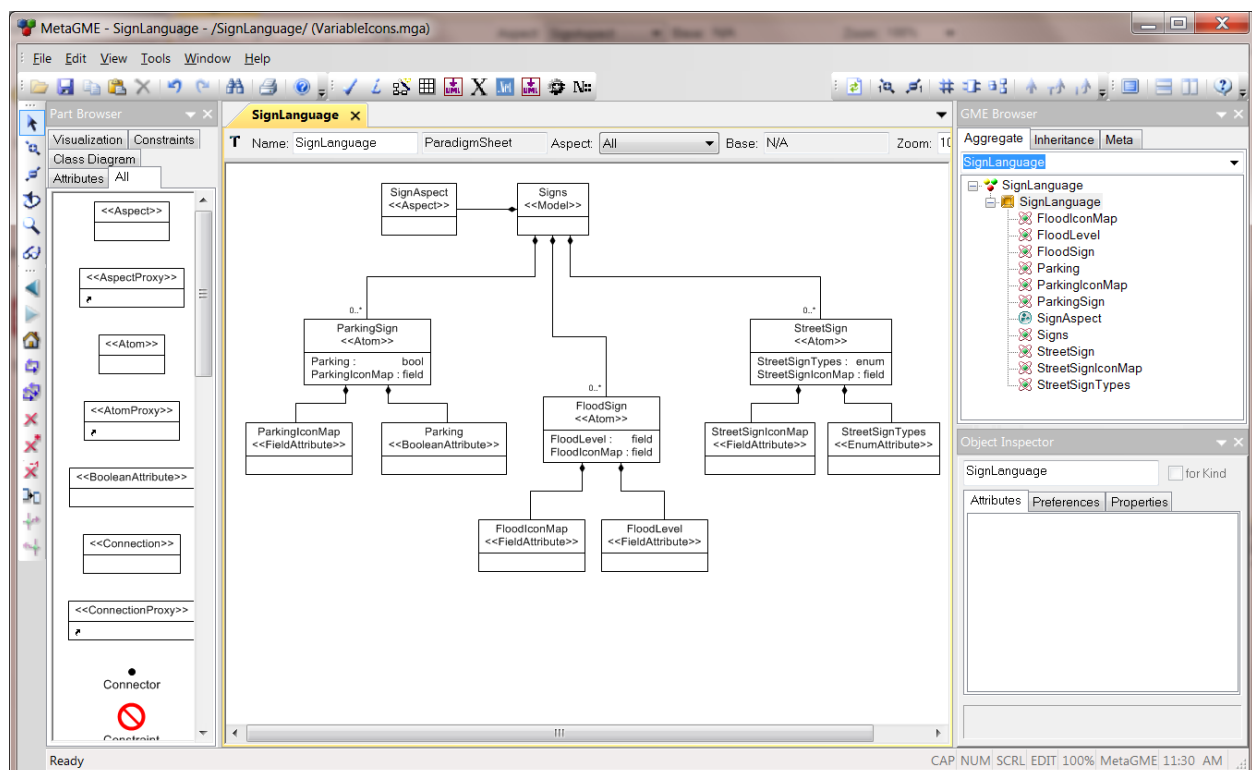 MetaGME - SignLanguage - /SignLanguage/ (VariableIcons.mga)
File Edit View Tools Window Help
Part Browser
Visualization Constraints
Class Diagram
Attributes All
<<Aspect>>
<<AspectProxy>>
<<Atom>>
<<AtomProxy>>
<<BooleanAttribute>>
<<Connection>>
<<ConnectionProxy>>
Connector
Constraint
SignLanguage X
Name: SignLanguage ParadigmSheet Aspect: All Base: N/A Zoom: 10
SignAspect
<<Aspect>>
Signs
<<Model>>
0..*
ParkingSign
<<Atom>>
Parking : bool
ParkingIconMap : field
ParkingIconMap
<<FieldAttribute>>
Parking
<<BooleanAttribute>>
0..*
FloodSign
<<Atom>>
FloodLevel : field
FloodIconMap : field
FloodIconMap
<<FieldAttribute>>
FloodLevel
<<FieldAttribute>>
0..*
StreetSign
<<Atom>>
StreetSignTypes : enum
StreetSignIconMap : field
StreetSignIconMap
<<FieldAttribute>>
StreetSignTypes
<<EnumAttribute>>
GME Browser
Aggregate Inheritance Meta
SignLanguage
SignLanguage
SignLanguage
FloodIconMap
FloodLevel
FloodSign
Parking
ParkingIconMap
ParkingSign
SignAspect
Signs
StreetSign
StreetSignIconMap
StreetSignTypes
Object Inspector
SignLanguage for Kind
Attributes Preferences Properties
Ready
CAP NUM SCRL EDIT 100% MetaGME 11:30 AM